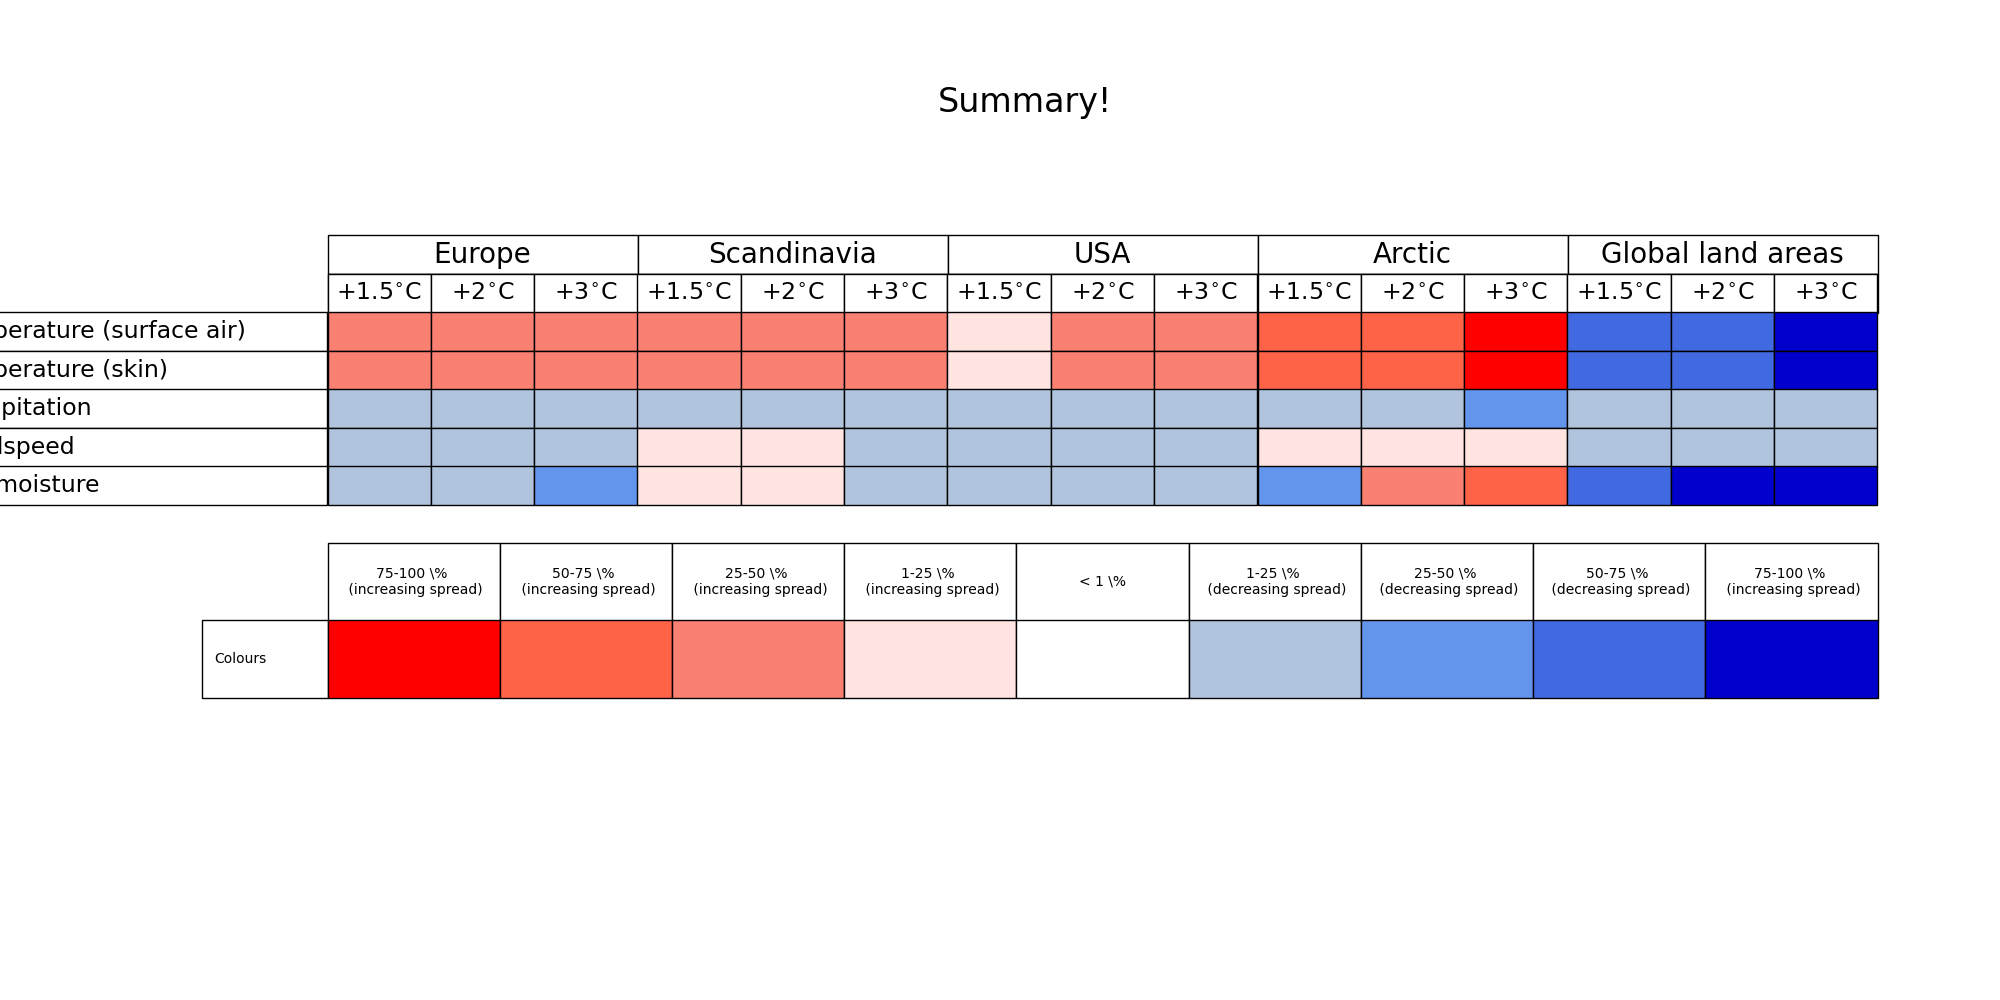 Summary!
Europe Scandinavia USA Arctic Global land areas
+1.5°C +2°C +3°C +1.5°C +2°C +3°C +1.5°C +2°C +3°C +1.5°C +2°C +3°C +1.5°C +2°C +3°C
perature (surface air)
perature (skin)
pitation
lspeed
moisture
75-100 \% 50-75 \% 25-50 \% 1-25 \% < 1 \% 1-25 \% 25-50 \% 50-75 \% 75-100 \%
(increasing spread) (increasing spread) (increasing spread) (increasing spread) (decreasing spread) (decreasing spread) (decreasing spread) (increasing spread)
Colours